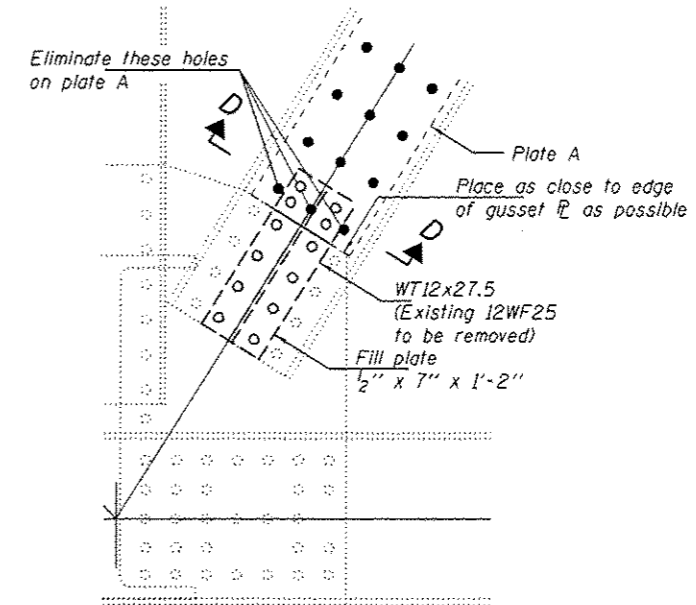 Eliminate these holes
on plate A
D
Plate A
Place as close to edge
of gusset ⅊ as possible
D
WT12x27.5
(Existing 12WF25
to be removed)
Fill plate
½" x 7" x 1'-2"